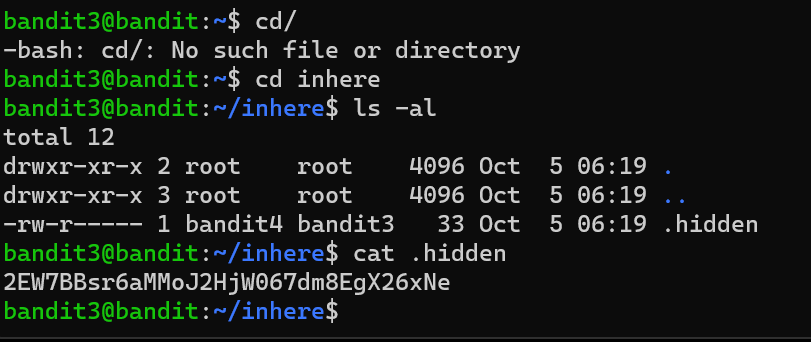 bandit3@bandit:~$ cd/
-bash: cd/: No such file or directory
bandit3@bandit:~$ cd inhere
bandit3@bandit:~/inhere$ ls -al
total 12
drwxr-xr-x 2 root    root    4096 Oct  5 06:19 .
drwxr-xr-x 3 root    root    4096 Oct  5 06:19 ..
-rw-r----- 1 bandit4 bandit3   33 Oct  5 06:19 .hidden
bandit3@bandit:~/inhere$ cat .hidden
2EW7BBsr6aMMoJ2HjW067dm8EgX26xNe
bandit3@bandit:~/inhere$